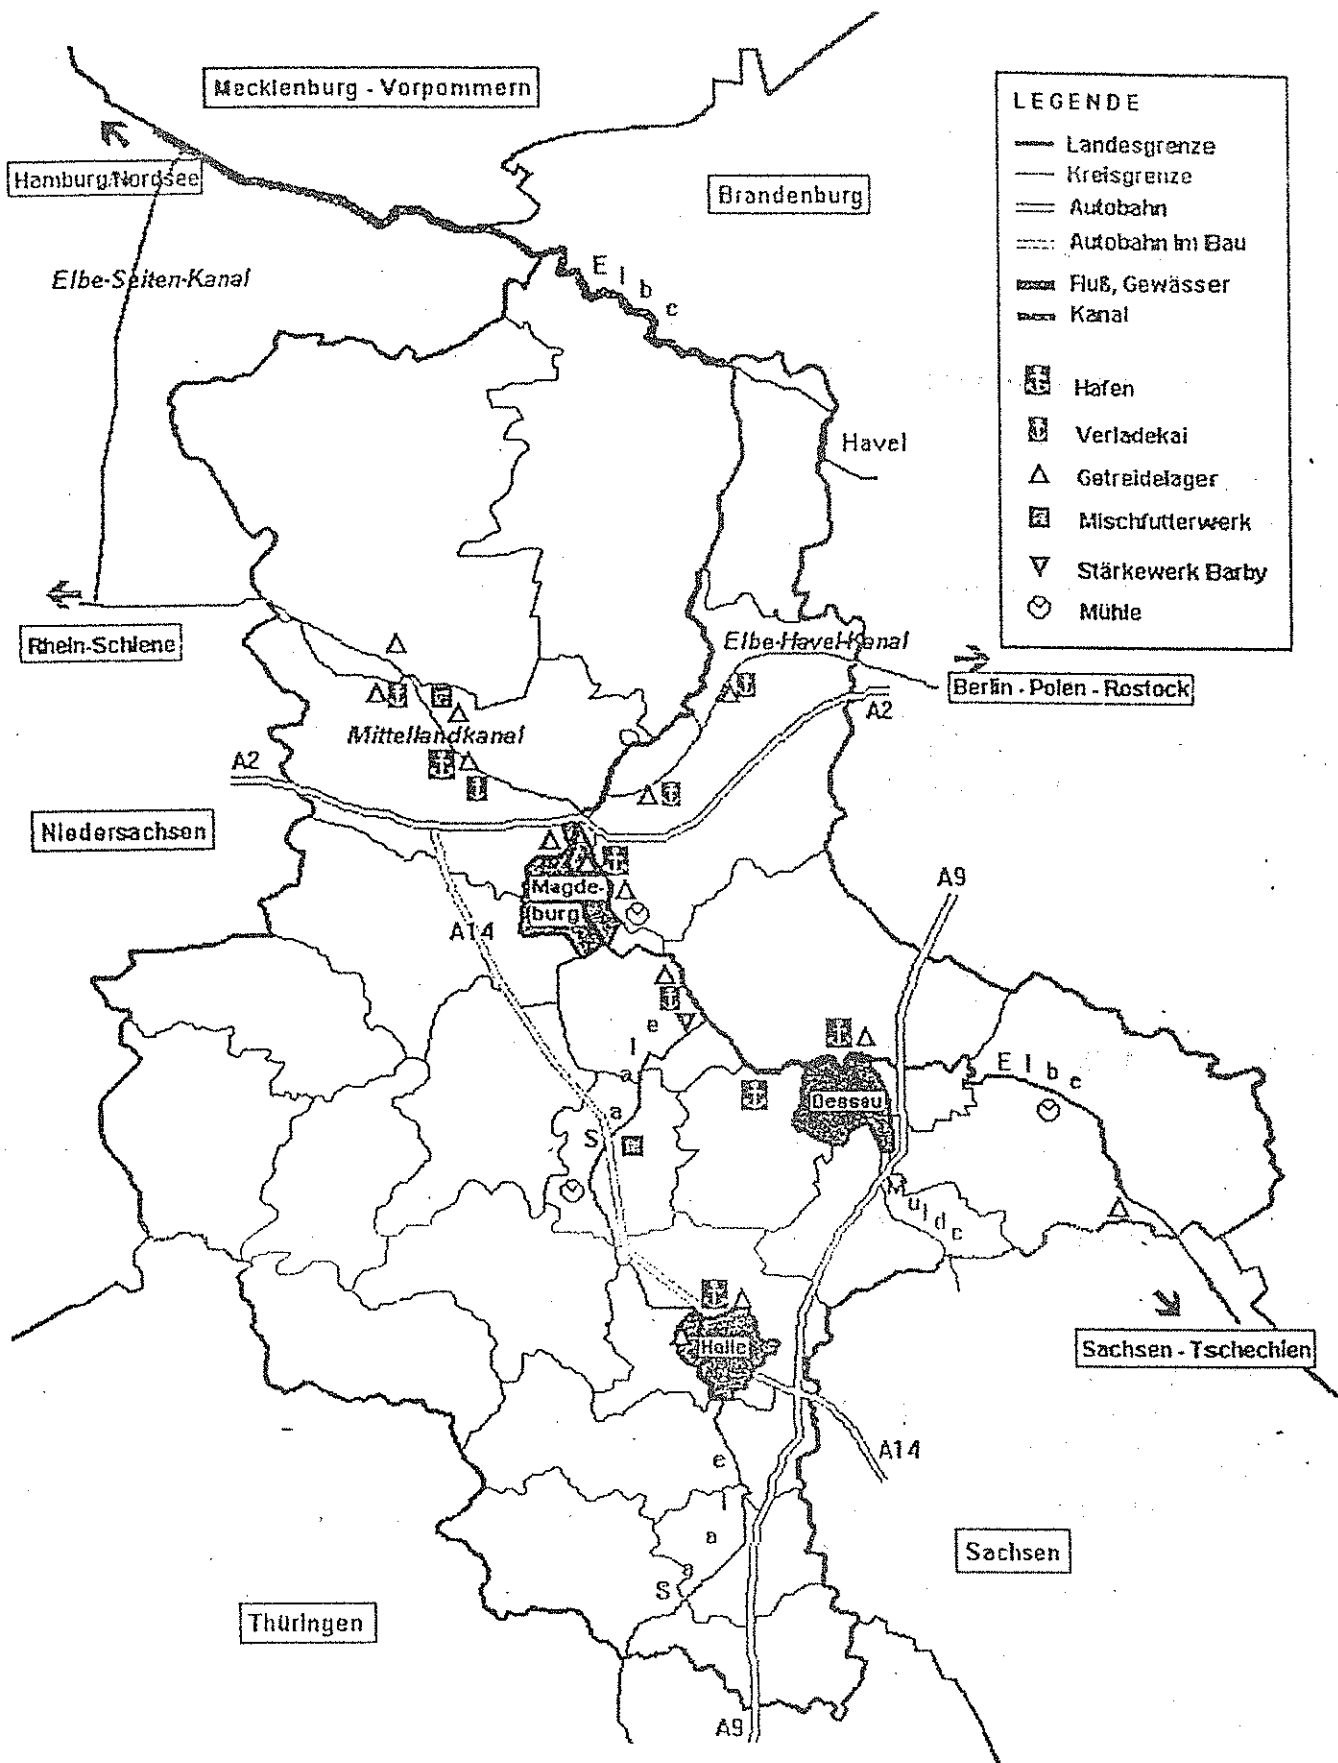 Mecklenburg - Vorpommern
Hamburg/Nordsee
Brandenburg
LEGENDE
Landesgrenze
Kreisgrenze
Autobahn
Autobahn im Bau
Fluß, Gewässer
Kanal
Hafen
Verladekai
Getreidelager
Mischfutterwerk
Stärkewerk Barby
Mühle
Elbe-Seiten-Kanal
Elbe
Havel
Rhein-Schiene
Elbe-Havel-Kanal
Berlin - Polen - Rostock
A2
Mittellandkanal
A2
Niedersachsen
Magde-
burg
A9
A14
Saale
Elbe
Dessau
Mulde
Halle
Sachsen - Tschechien
A14
Saale
Sachsen
Thüringen
A9